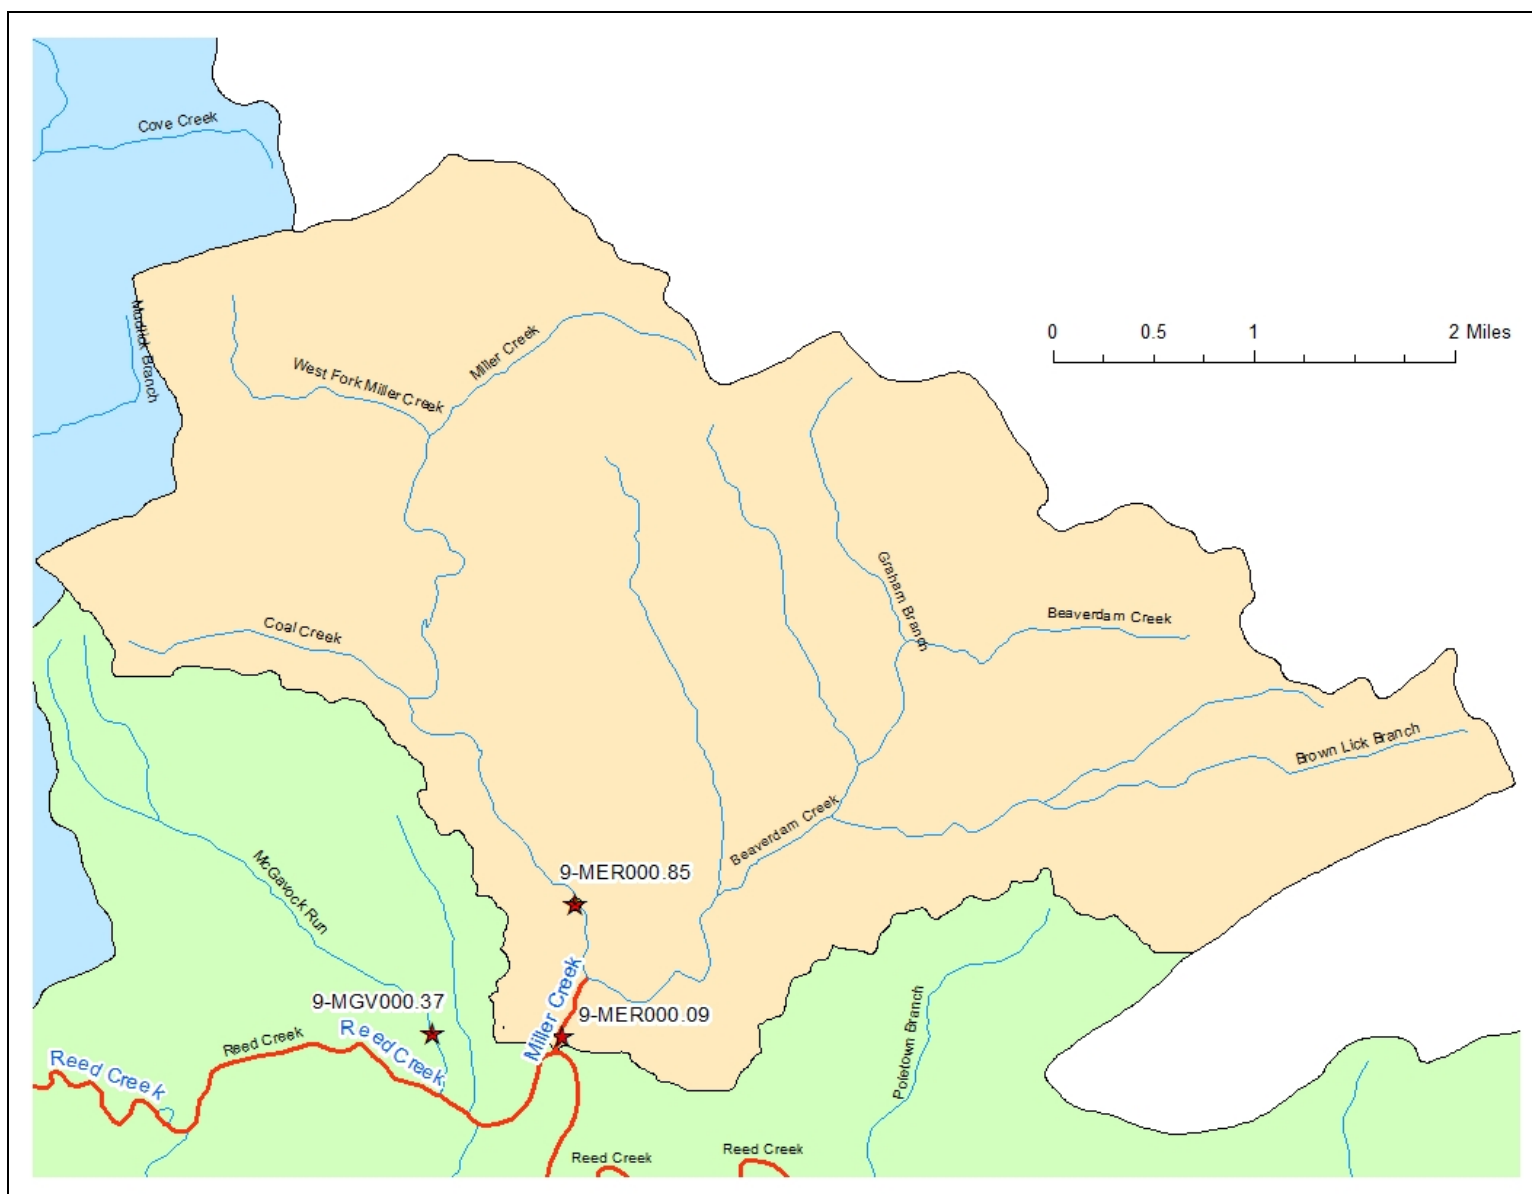 Cove Creek
Mudlick Branch
0 0.5 1 2 Miles
Miller Creek
West Fork Miller Creek
Graham Branch
Beaverdam Creek
Coal Creek
Brown Lick Branch
Beaverdam Creek
McGavock Run
9-MER000.85
9-MGV000.37
Miller Creek
9-MER000.09
Poletown Branch
Reed Creek
Reed Creek
Reed Creek
Reed Creek
Reed Creek